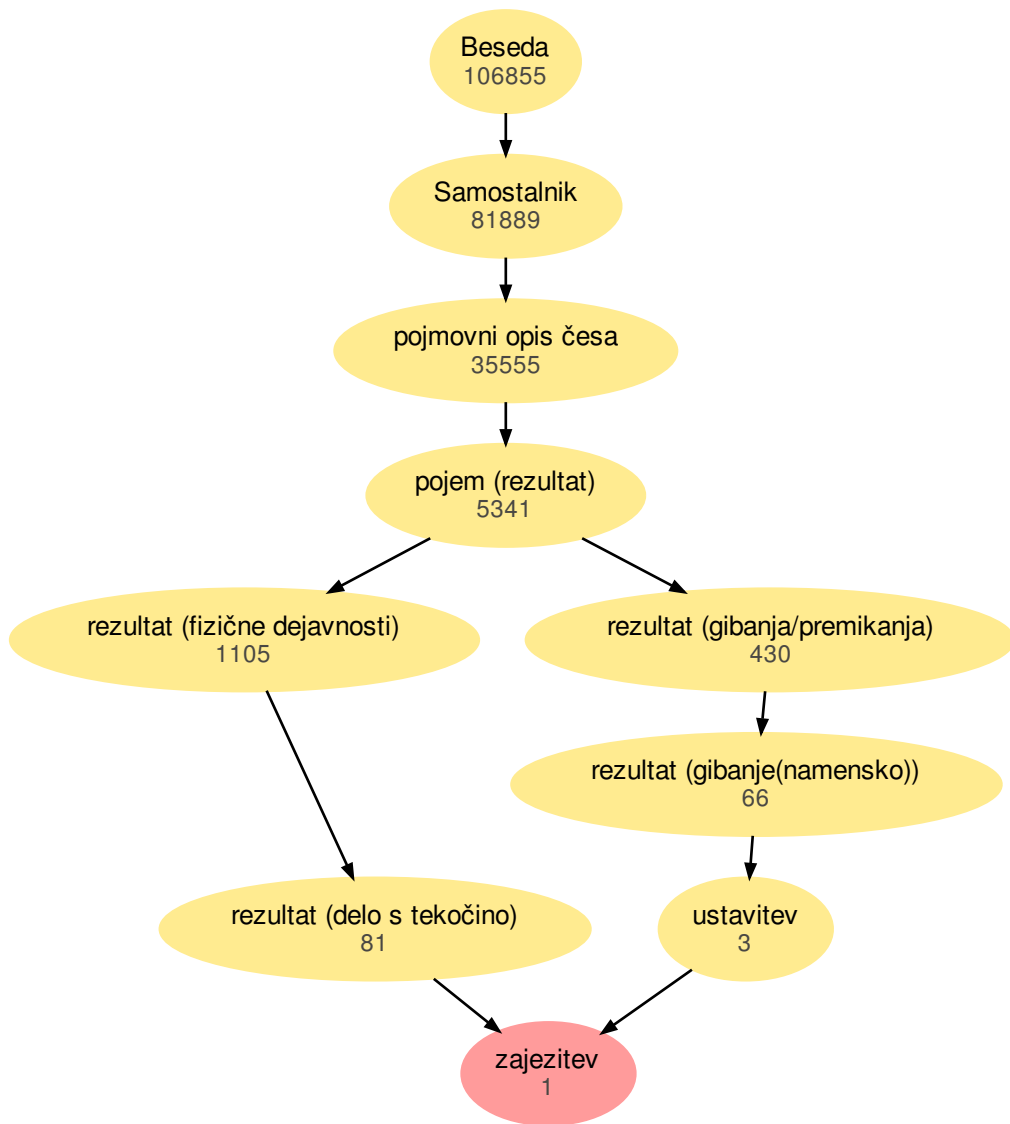 Beseda
106855
Samostalnik
81889
pojmovni opis česa
35555
pojem (rezultat)
5341
rezultat (fizične dejavnosti)
1105
rezultat (gibanja/premikanja)
430
rezultat (gibanje(namensko))
66
rezultat (delo s tekočino)
81
ustavitev
3
zajezitev
1